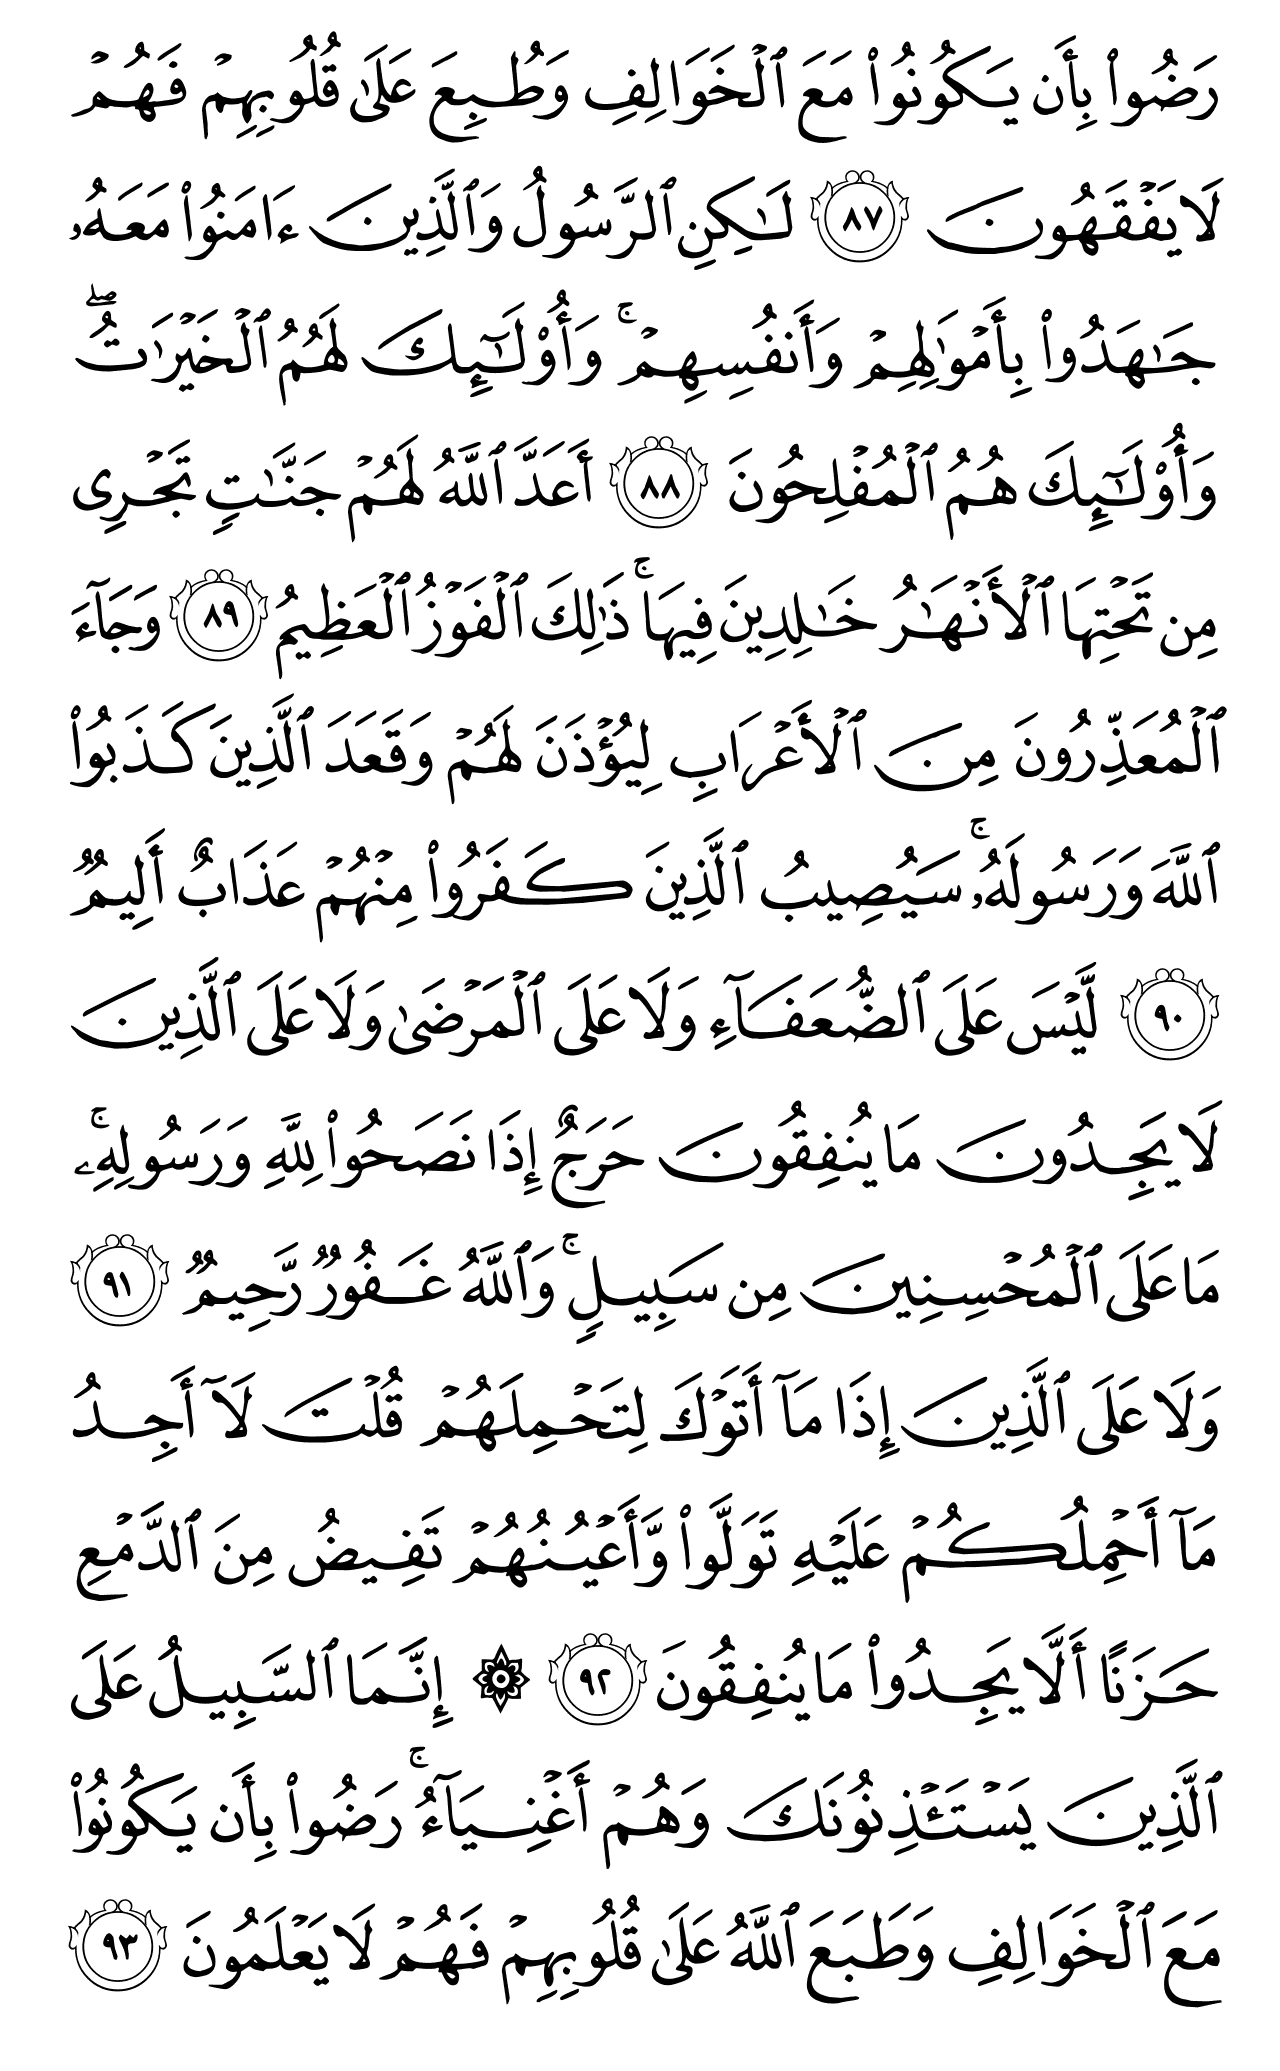 رَضُوا۟ بِأَن يَكُونُوا۟ مَعَ ٱلْخَوَالِفِ وَطُبِعَ عَلَىٰ قُلُوبِهِمْ فَهُمْ
لَا يَفْقَهُونَ ٨٧ لَـٰكِنِ ٱلرَّسُولُ وَٱلَّذِينَ ءَامَنُوا۟ مَعَهُۥ
جَـٰهَدُوا۟ بِأَمْوَٰلِهِمْ وَأَنفُسِهِمْ ۚ وَأُو۟لَـٰٓئِكَ لَهُمُ ٱلْخَيْرَٰتُ ۖ
وَأُو۟لَـٰٓئِكَ هُمُ ٱلْمُفْلِحُونَ ٨٨ أَعَدَّ ٱللَّهُ لَهُمْ جَنَّـٰتٍ تَجْرِى
مِن تَحْتِهَا ٱلْأَنْهَـٰرُ خَـٰلِدِينَ فِيهَا ۚ ذَٰلِكَ ٱلْفَوْزُ ٱلْعَظِيمُ ٨٩ وَجَآءَ
ٱلْمُعَذِّرُونَ مِنَ ٱلْأَعْرَابِ لِيُؤْذَنَ لَهُمْ وَقَعَدَ ٱلَّذِينَ كَذَبُوا۟
ٱللَّهَ وَرَسُولَهُۥ ۚ سَيُصِيبُ ٱلَّذِينَ كَفَرُوا۟ مِنْهُمْ عَذَابٌ أَلِيمٌ
٩٠ لَّيْسَ عَلَى ٱلضُّعَفَآءِ وَلَا عَلَى ٱلْمَرْضَىٰ وَلَا عَلَى ٱلَّذِينَ
لَا يَجِدُونَ مَا يُنفِقُونَ حَرَجٌ إِذَا نَصَحُوا۟ لِلَّهِ وَرَسُولِهِۦ ۚ
مَا عَلَى ٱلْمُحْسِنِينَ مِن سَبِيلٍ ۚ وَٱللَّهُ غَفُورٌ رَّحِيمٌ ٩١
وَلَا عَلَى ٱلَّذِينَ إِذَا مَآ أَتَوْكَ لِتَحْمِلَهُمْ قُلْتَ لَآ أَجِدُ
مَآ أَحْمِلُكُمْ عَلَيْهِ تَوَلَّوا۟ وَّأَعْيُنُهُمْ تَفِيضُ مِنَ ٱلدَّمْعِ
حَزَنًا أَلَّا يَجِدُوا۟ مَا يُنفِقُونَ ٩٢ ۞ إِنَّمَا ٱلسَّبِيلُ عَلَى
ٱلَّذِينَ يَسْتَـْٔذِنُونَكَ وَهُمْ أَغْنِيَآءُ ۚ رَضُوا۟ بِأَن يَكُونُوا۟
مَعَ ٱلْخَوَالِفِ وَطَبَعَ ٱللَّهُ عَلَىٰ قُلُوبِهِمْ فَهُمْ لَا يَعْلَمُونَ ٩٣